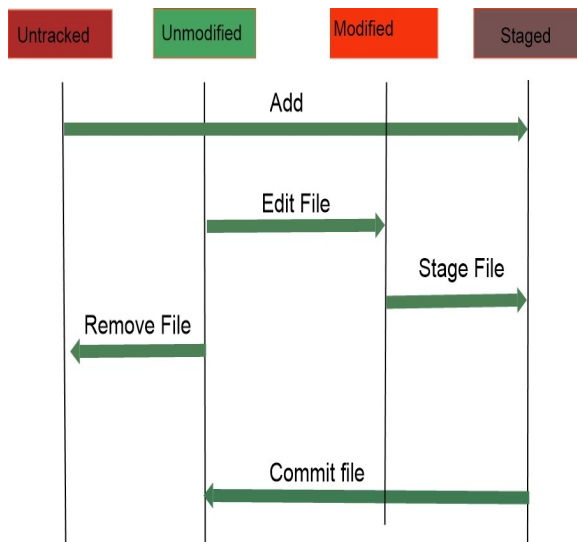 Untracked
Unmodified
Modified
Staged
Add
Edit File
Stage File
Remove File
Commit file